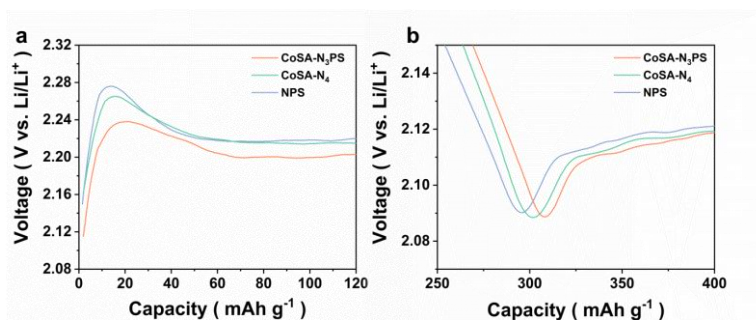 a
CoSA-N₃PS
CoSA-N₄
NPS
2.32
2.28
2.24
2.20
2.16
2.12
2.08
Voltage ( V vs. Li/Li⁺ )
0 20 40 60 80 100 120
Capacity ( mAh g⁻¹ )
b
CoSA-N₃PS
CoSA-N₄
NPS
2.14
2.12
2.10
2.08
Voltage ( V vs. Li/Li⁺ )
250 300 350 400
Capacity ( mAh g⁻¹ )